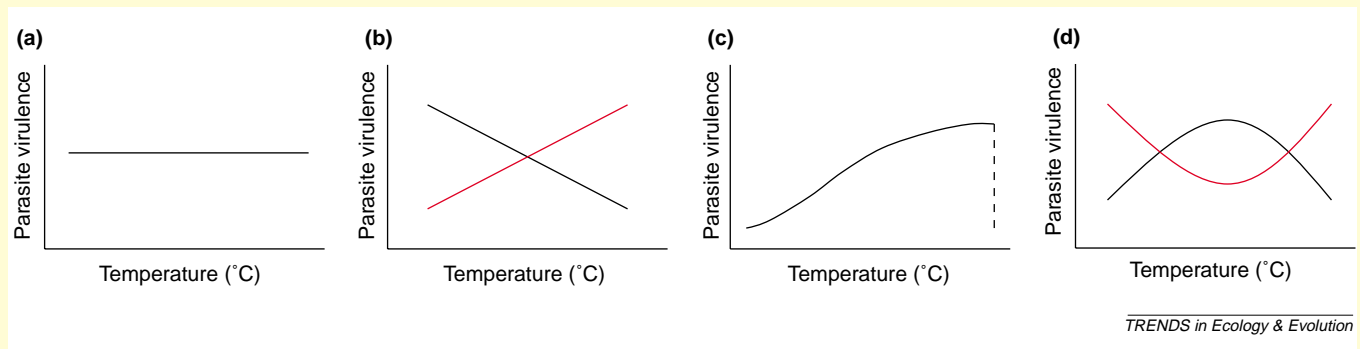 (a)
Parasite virulence
Temperature (˚C)
(b)
Parasite virulence
Temperature (˚C)
(c)
Parasite virulence
Temperature (˚C)
(d)
Parasite virulence
Temperature (˚C)
TRENDS in Ecology & Evolution